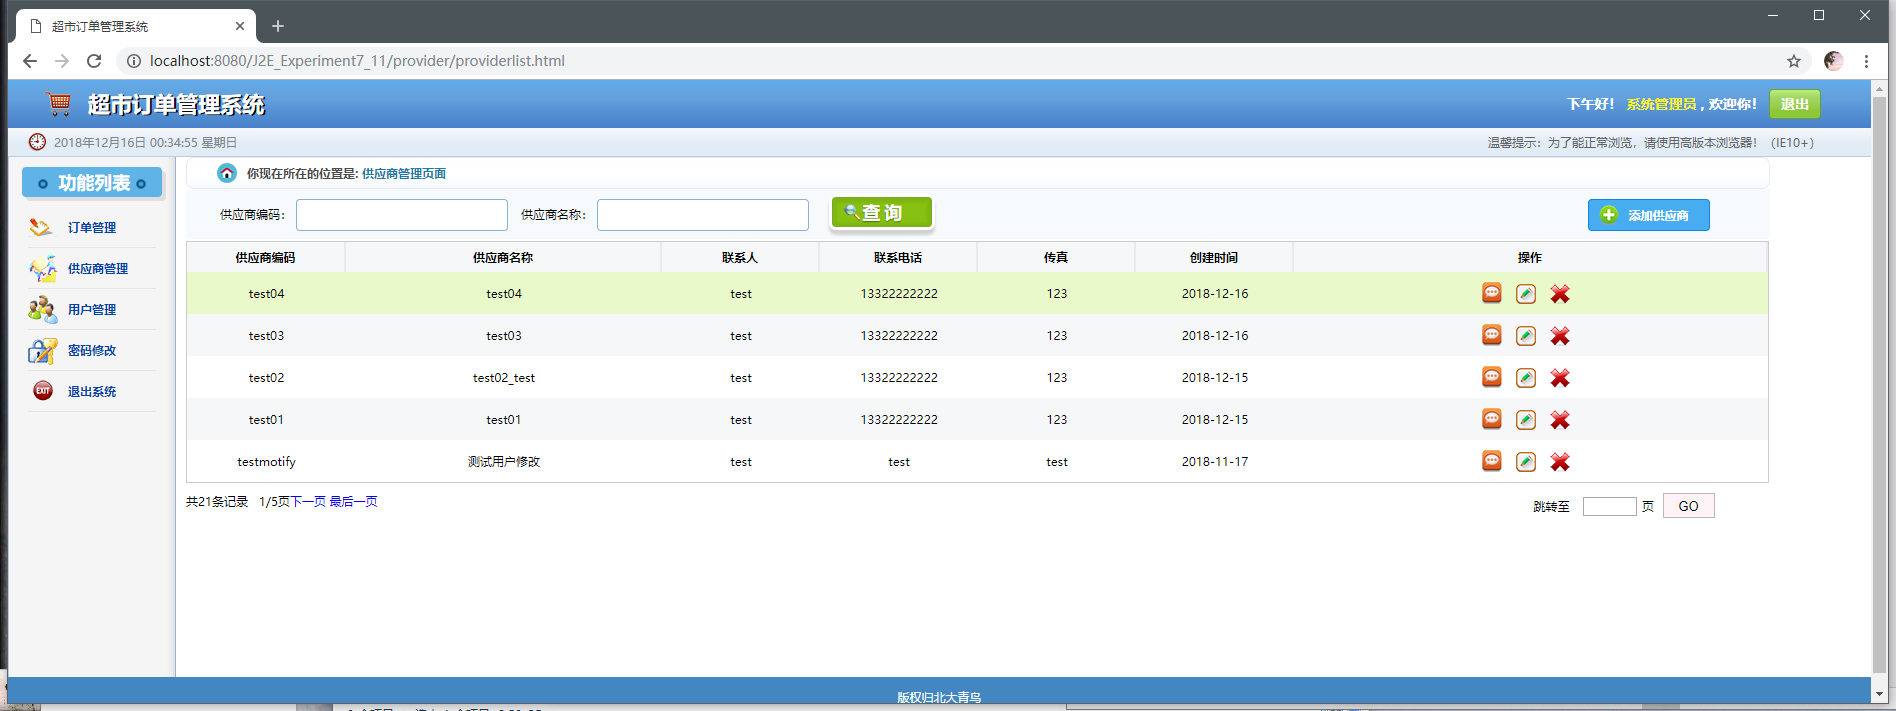 超市订单管理系统
localhost:8080/J2E_Experiment7_11/provider/providerlist.html
超市订单管理系统
下午好! 系统管理员 , 欢迎你! 退出
2018年12月16日 00:34:55 星期日
温馨提示：为了能正常浏览，请使用高版本浏览器! （IE10+）
功能列表
订单管理
供应商管理
用户管理
密码修改
EXIT 退出系统
你现在所在的位置是: 供应商管理页面
供应商编码： 供应商名称： 查 询 添加供应商
供应商编码 供应商名称 联系人 联系电话 传真 创建时间 操作
test04 test04 test 13322222222 123 2018-12-16
test03 test03 test 13322222222 123 2018-12-16
test02 test02_test test 13322222222 123 2018-12-15
test01 test01 test 13322222222 123 2018-12-15
testmotify 测试用户修改 test test test 2018-11-17
共21条记录 1/5页下一页 最后一页
跳转至 页 GO
版权归北大青鸟